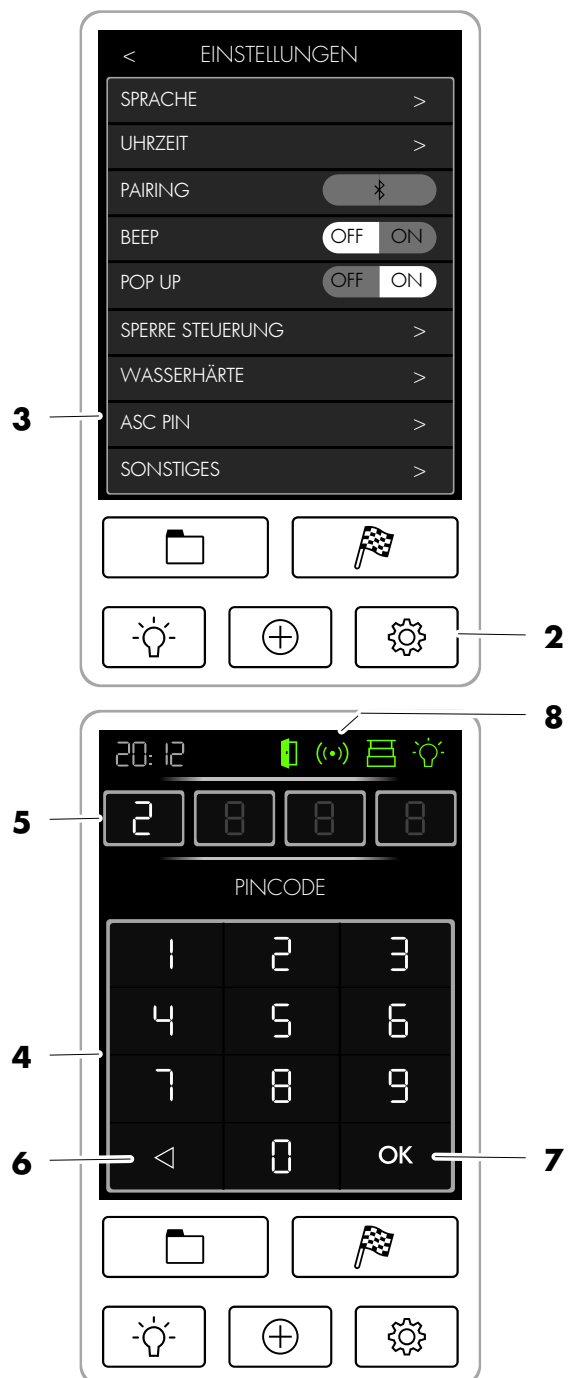 < EINSTELLUNGEN
SPRACHE >
UHRZEIT >
PAIRING
BEEP OFF ON
POP UP OFF ON
SPERRE STEUERUNG >
WASSERHÄRTE >
3
ASC PIN >
SONSTIGES >
2
8
20:12
5
2 8 8 8
PINCODE
1 2 3
4 5 6
4
7 8 9
6
0 OK
7